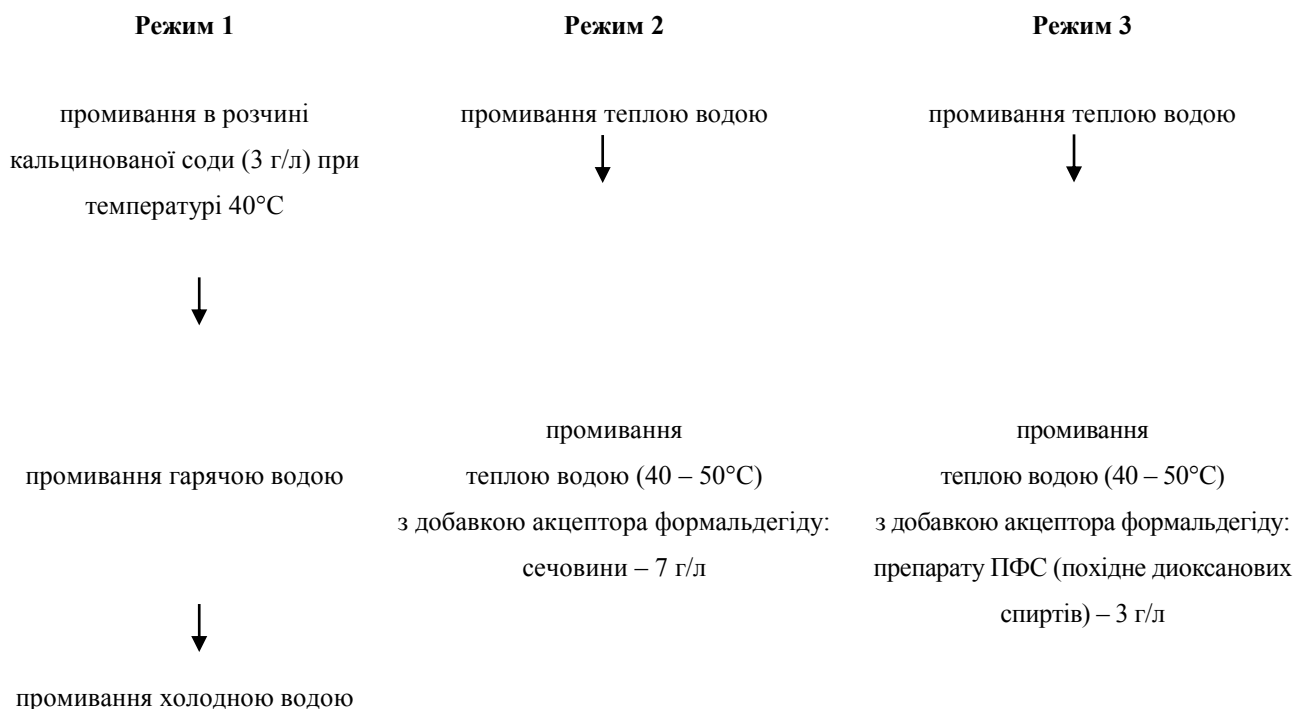 Режим 1
промивання в розчині
кальцинованої соди (3 г/л) при
температурі 40°С
промивання гарячою водою
промивання холодною водою
Режим 2
промивання теплою водою
промивання
теплою водою (40 – 50°С)
з добавкою акцептора формальдегіду:
сечовини – 7 г/л
Режим 3
промивання теплою водою
промивання
теплою водою (40 – 50°С)
з добавкою акцептора формальдегіду:
препарату ПФС (похідне диоксанових
спиртів) – 3 г/л